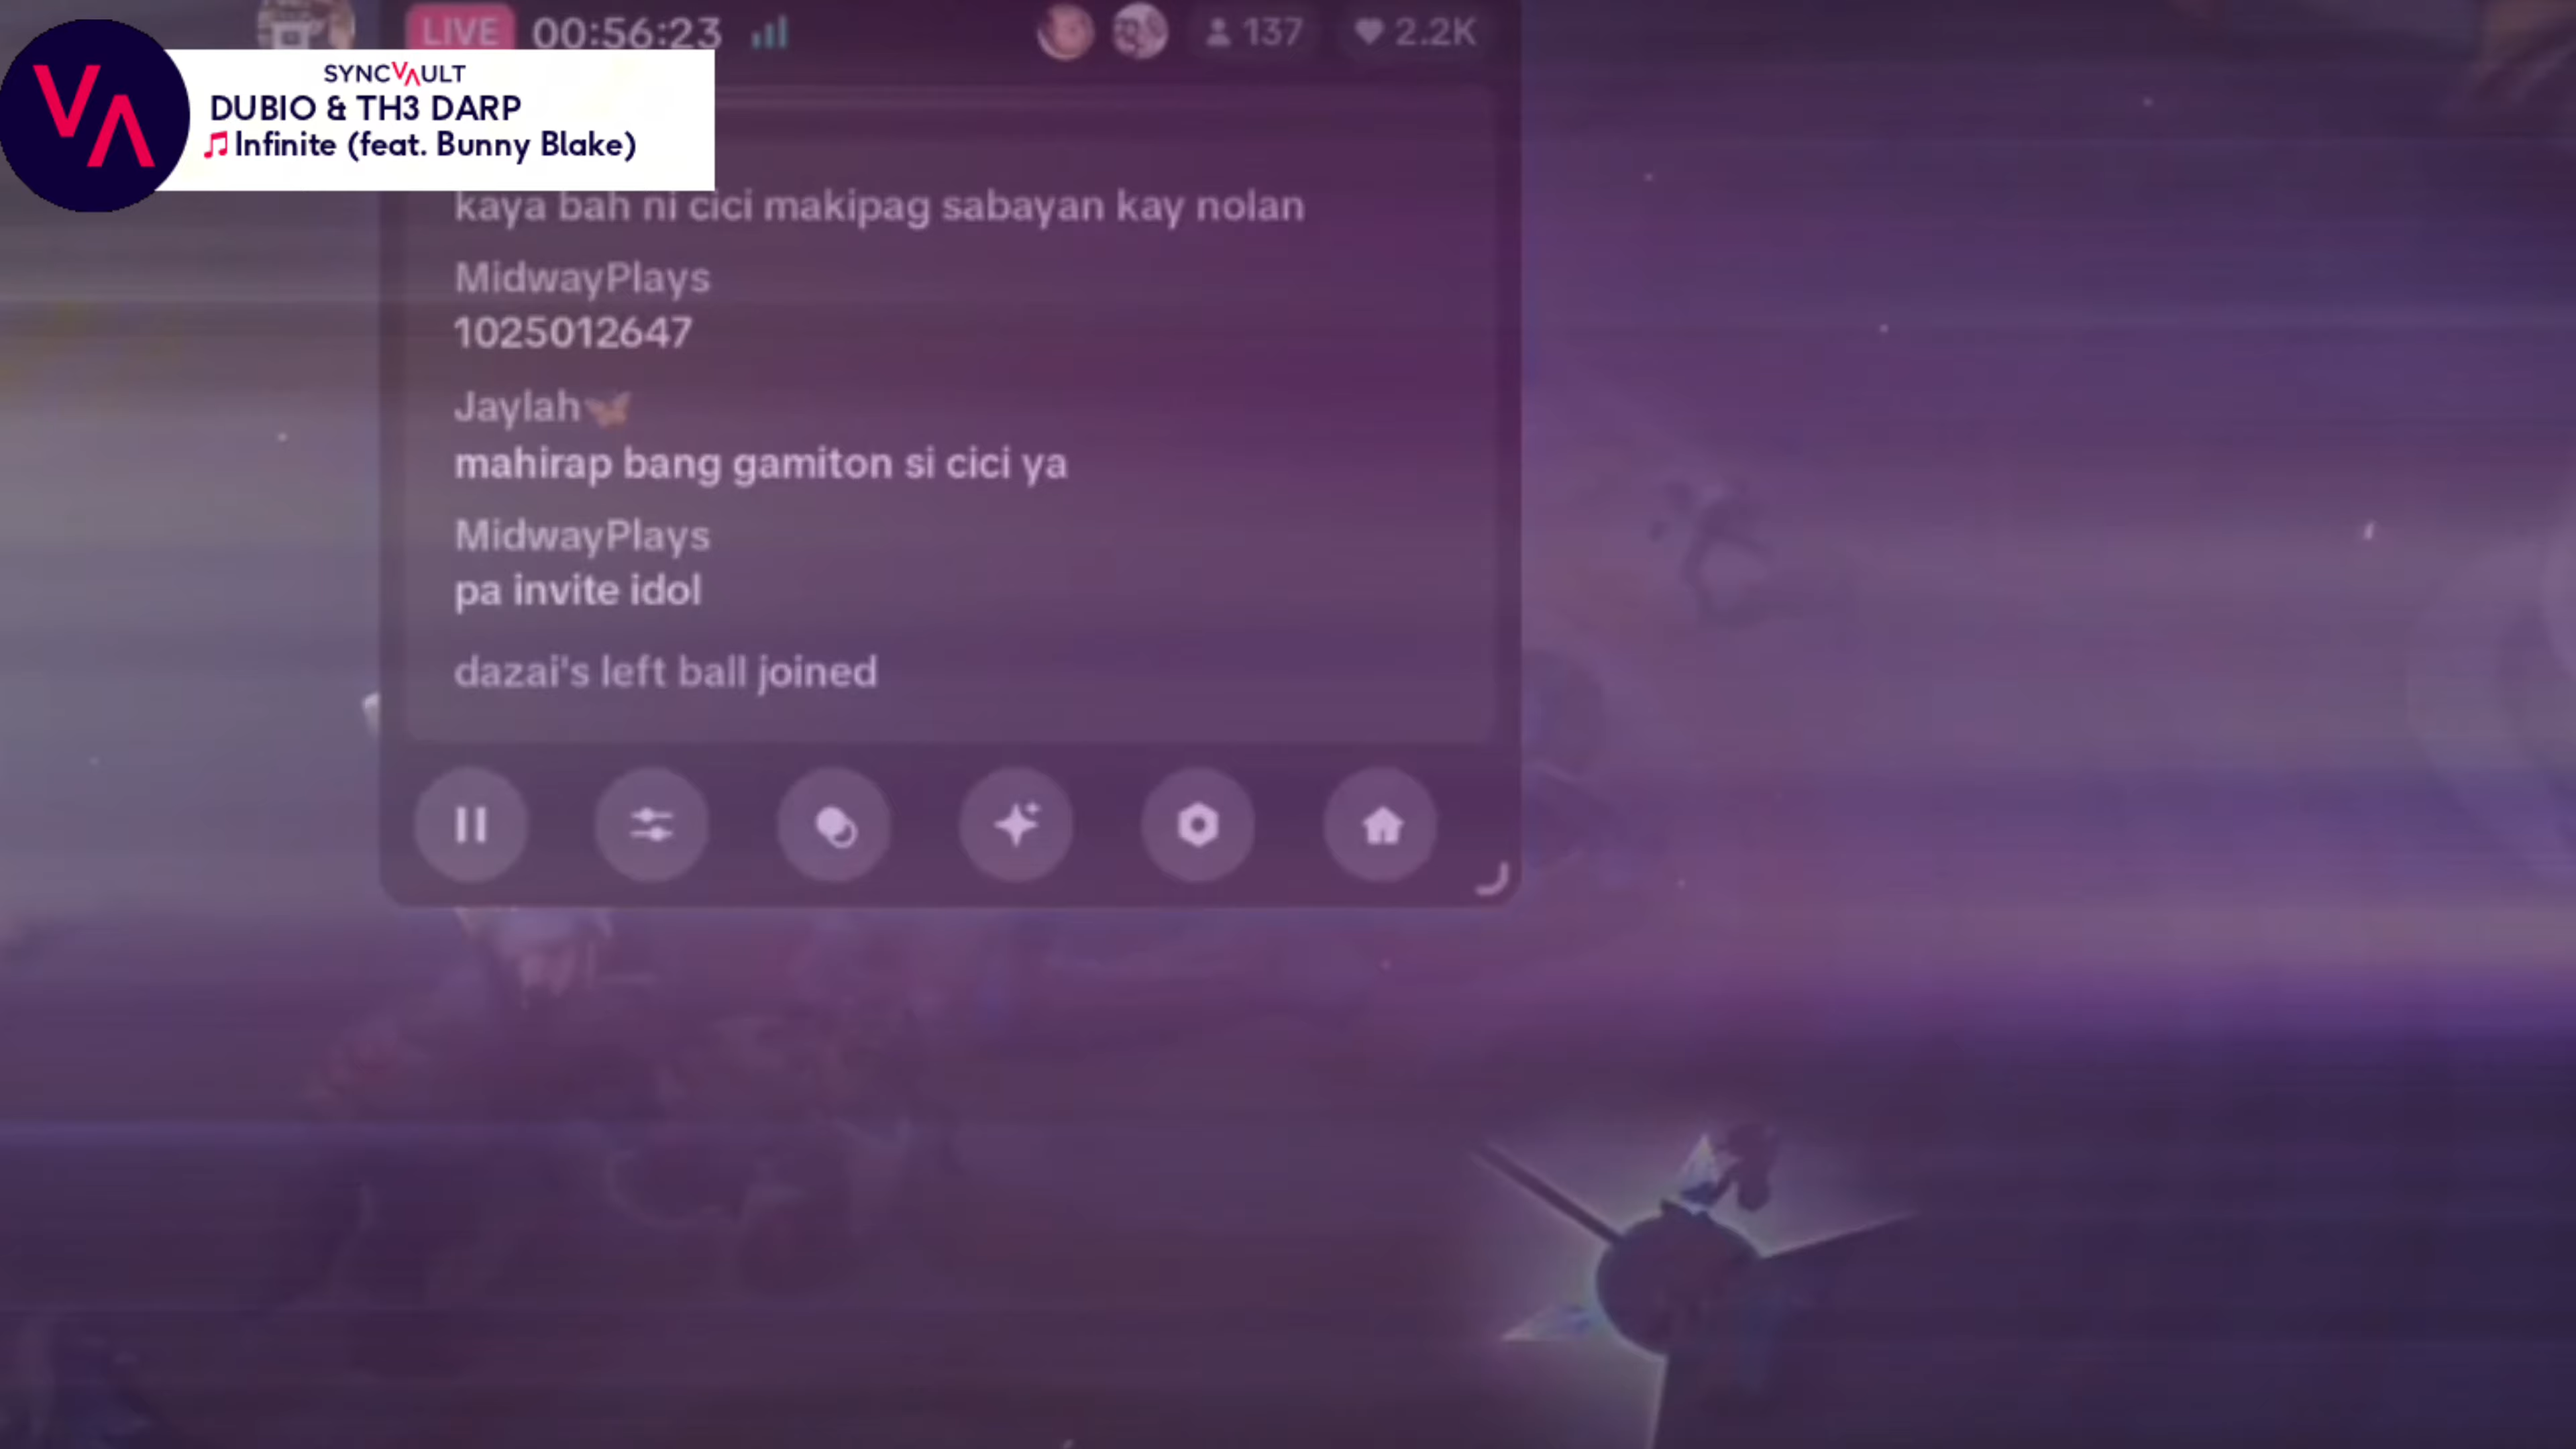 LIVE 00:56:23 137 2.2K
SYNCVAULT
DUBIO & TH3 DARP
Infinite (feat. Bunny Blake)
kaya bah ni cici makipag sabayan kay nolan
MidwayPlays
1025012647
Jaylah
mahirap bang gamiton si cici ya
MidwayPlays
pa invite idol
dazai's left ball joined